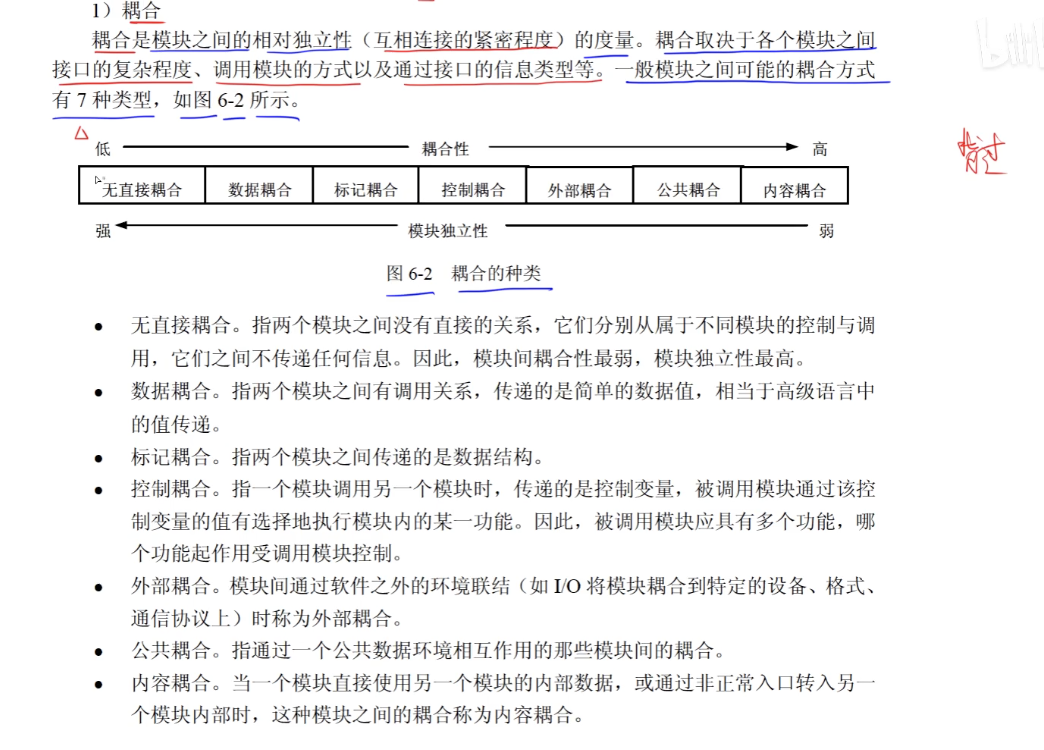 1）耦合
耦合是模块之间的相对独立性（互相连接的紧密程度）的度量。耦合取决于各个模块之间
接口的复杂程度、调用模块的方式以及通过接口的信息类型等。一般模块之间可能的耦合方式
有 7 种类型，如图 6-2 所示。
低 耦合性 高
无直接耦合 数据耦合 标记耦合 控制耦合 外部耦合 公共耦合 内容耦合
强 模块独立性 弱
图 6-2 耦合的种类
● 无直接耦合。指两个模块之间没有直接的关系，它们分别从属于不同模块的控制与调
用，它们之间不传递任何信息。因此，模块间耦合性最弱，模块独立性最高。
● 数据耦合。指两个模块之间有调用关系，传递的是简单的数据值，相当于高级语言中
的值传递。
● 标记耦合。指两个模块之间传递的是数据结构。
● 控制耦合。指一个模块调用另一个模块时，传递的是控制变量，被调用模块通过该控
制变量的值有选择地执行模块内的某一功能。因此，被调用模块应具有多个功能，哪
个功能起作用受调用模块控制。
● 外部耦合。模块间通过软件之外的环境联结（如 I/O 将模块耦合到特定的设备、格式、
通信协议上）时称为外部耦合。
● 公共耦合。指通过一个公共数据环境相互作用的那些模块间的耦合。
● 内容耦合。当一个模块直接使用另一个模块的内部数据，或通过非正常入口转入另一
个模块内部时，这种模块之间的耦合称为内容耦合。